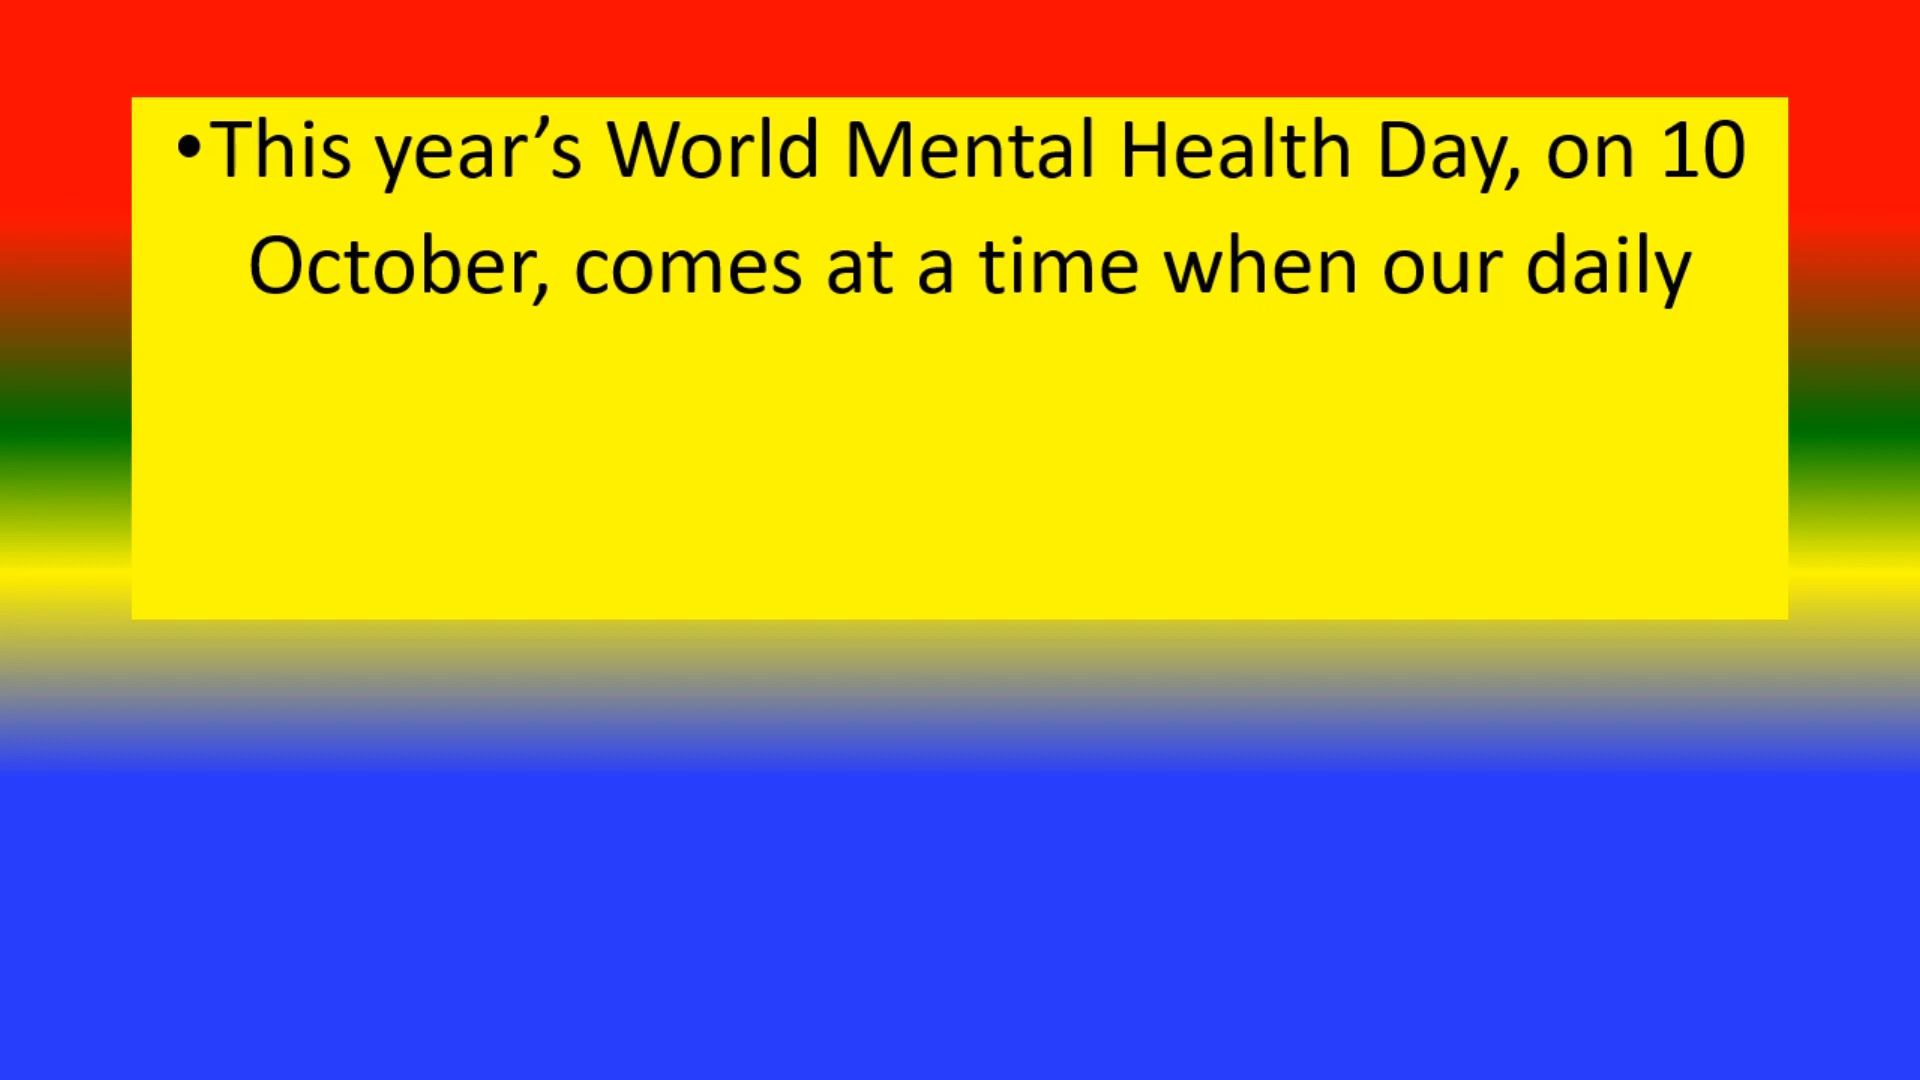 •This year’s World Mental Health Day, on 10
October, comes at a time when our daily